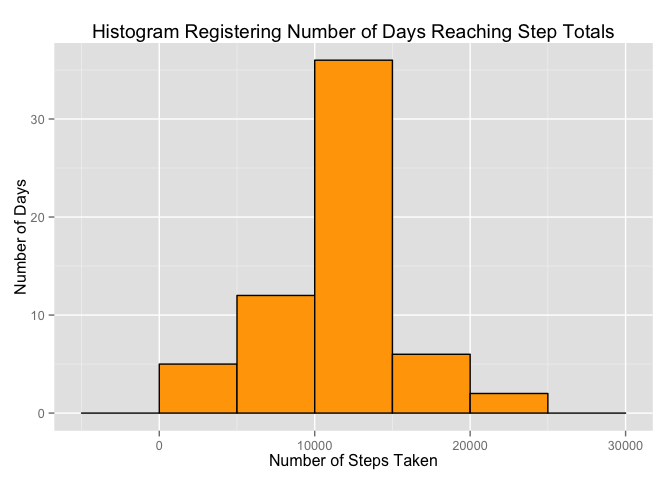 Histogram Registering Number of Days Reaching Step Totals
30
20
10
0
Number of Days
0 10000 20000 30000
Number of Steps Taken